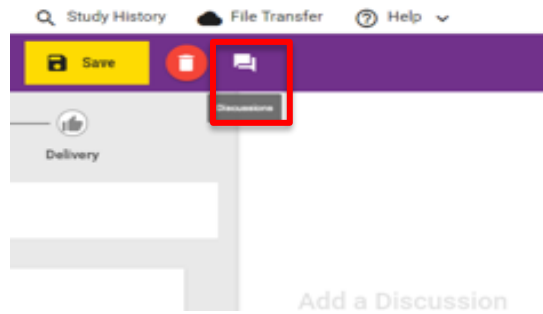 Study History File Transfer Help
Save
Discussions
Delivery
Add a Discussion